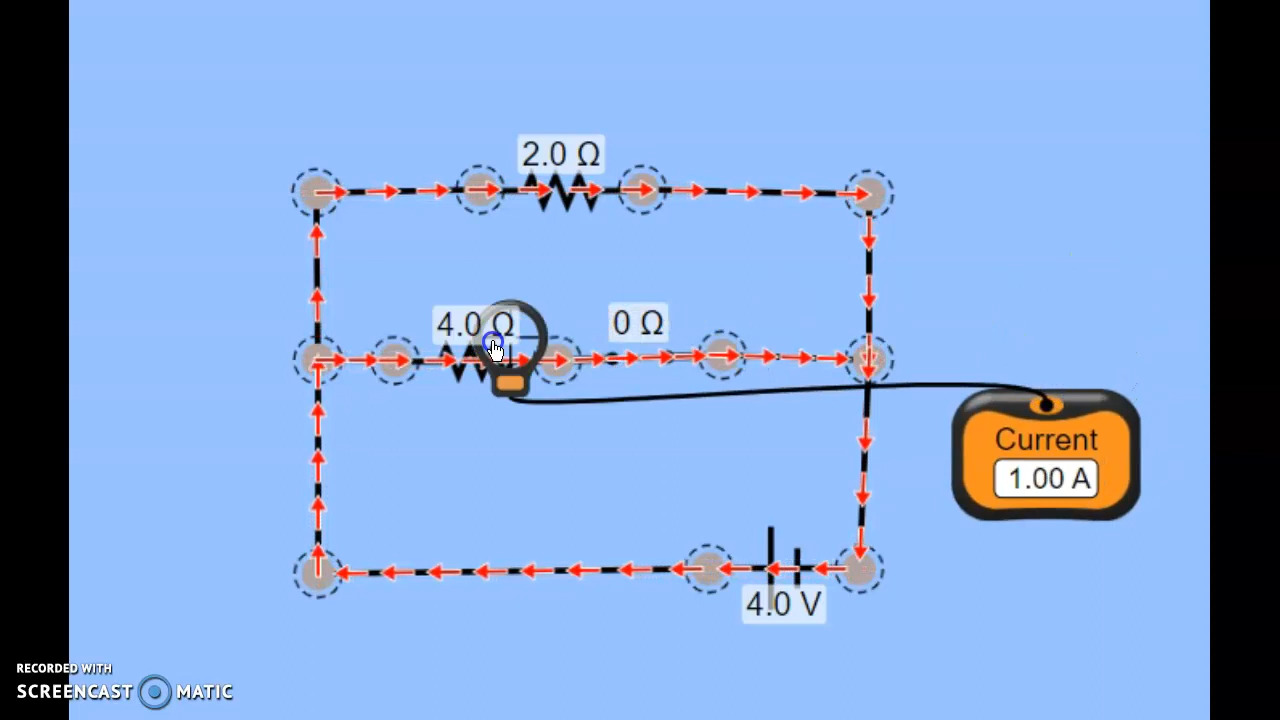 2.0 Ω
4.0 Ω
0 Ω
Current
1.00 A
4.0 V
RECORDED WITH
SCREENCAST MATIC